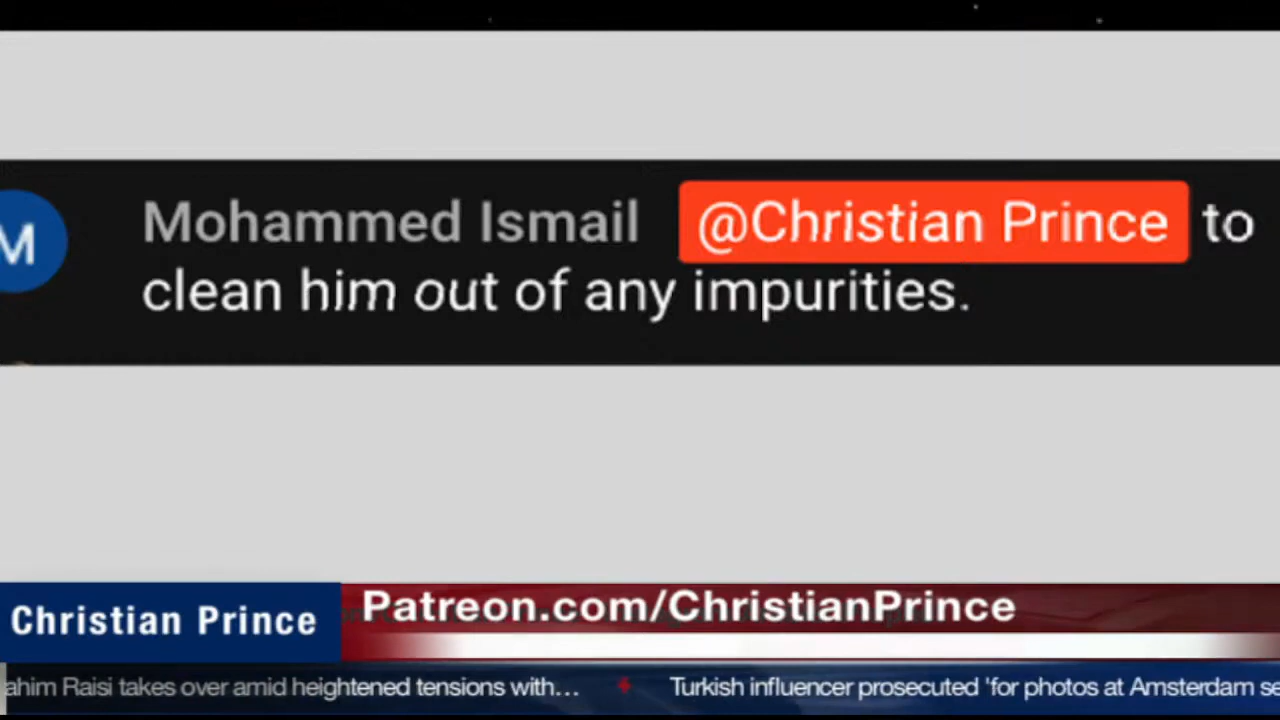 M
Mohammed Ismail @Christian Prince to
clean him out of any impurities.
Patreon.com/ChristianPrince
Christian Prince
ahim Raisi takes over amid heightened tensions with... Turkish influencer prosecuted 'for photos at Amsterdam se